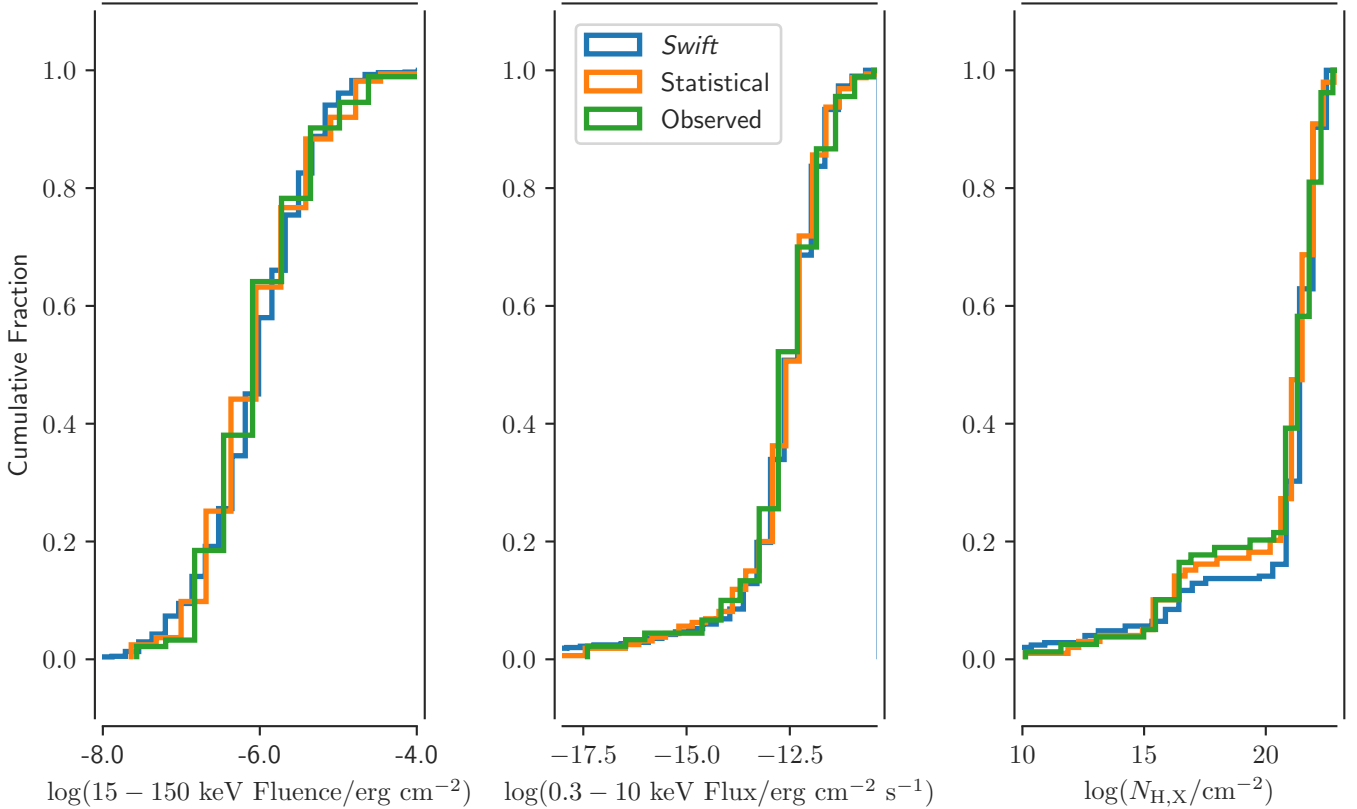 Cumulative Fraction
1.0
0.8
0.6
0.4
0.2
0.0
-8.0 -6.0 -4.0
log(15 − 150 keV Fluence/erg cm⁻²)
Swift
Statistical
Observed
1.0
0.8
0.6
0.4
0.2
0.0
−17.5 −15.0 −12.5
log(0.3 − 10 keV Flux/erg cm⁻² s⁻¹)
1.0
0.8
0.6
0.4
0.2
0.0
10 15 20
log(N_H,X/cm⁻²)